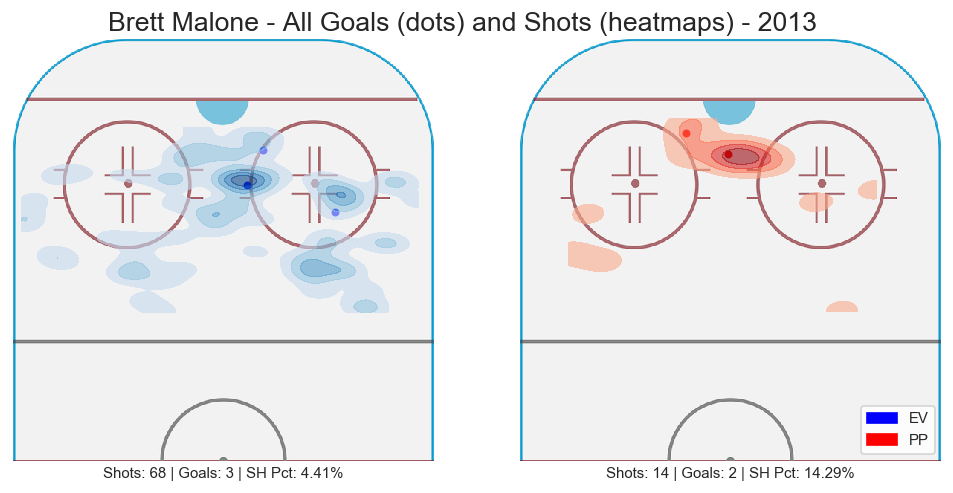 Brett Malone - All Goals (dots) and Shots (heatmaps) - 2013
EV
PP
Shots: 68 | Goals: 3 | SH Pct: 4.41%
Shots: 14 | Goals: 2 | SH Pct: 14.29%